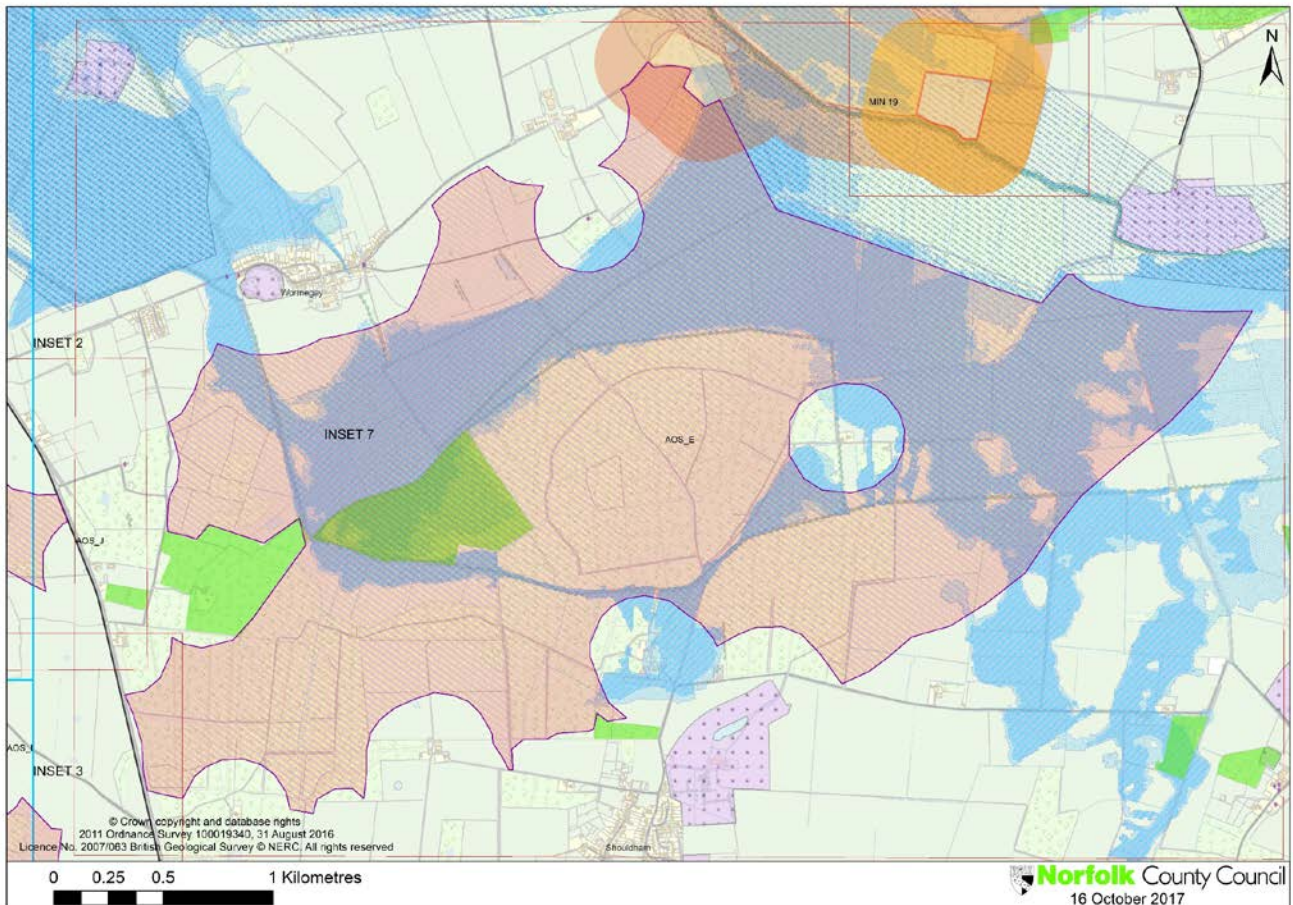 N
MIN 19
Wormegay
INSET 2
INSET 7
AOS_E
AOS_J
AOS_I
INSET 3
Shouldham
© Crown copyright and database rights
2011 Ordnance Survey 100019340, 31 August 2016
Licence No. 2007/063 British Geological Survey © NERC. All rights reserved
0 0.25 0.5 1 Kilometres
Norfolk County Council
16 October 2017